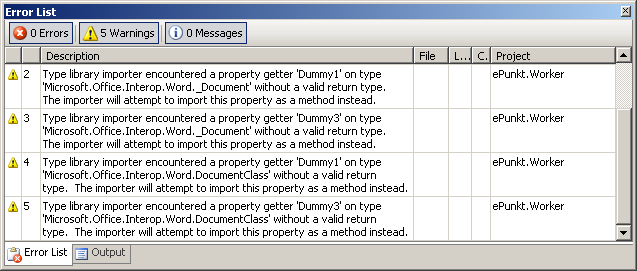 Error List
0 Errors
5 Warnings
0 Messages
Description File L... C. Project
2 Type library importer encountered a property getter 'Dummy1' on type ePunkt.Worker
'Microsoft.Office.Interop.Word._Document' without a valid return type.
The importer will attempt to import this property as a method instead.
3 Type library importer encountered a property getter 'Dummy3' on type ePunkt.Worker
'Microsoft.Office.Interop.Word._Document' without a valid return type.
The importer will attempt to import this property as a method instead.
4 Type library importer encountered a property getter 'Dummy1' on type ePunkt.Worker
'Microsoft.Office.Interop.Word.DocumentClass' without a valid return
type. The importer will attempt to import this property as a method instead.
5 Type library importer encountered a property getter 'Dummy3' on type ePunkt.Worker
'Microsoft.Office.Interop.Word.DocumentClass' without a valid return
type. The importer will attempt to import this property as a method instead.
Error List
Output